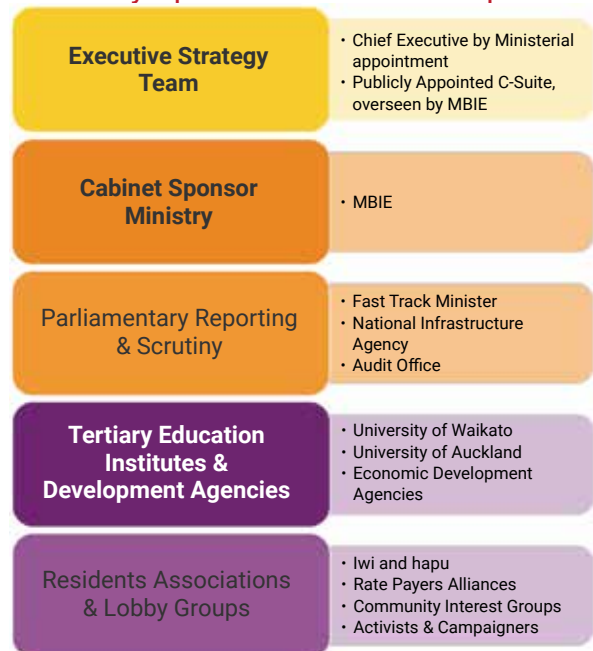 Executive Strategy
Team
· Chief Executive by Ministerial
appointment
· Publicly Appointed C-Suite,
overseen by MBIE
Cabinet Sponsor
Ministry
· MBIE
Parliamentary Reporting
& Scrutiny
· Fast Track Minister
· National Infrastructure
Agency
· Audit Office
Tertiary Education
Institutes &
Development Agencies
· University of Waikato
· University of Auckland
· Economic Development
Agencies
Residents Associations
& Lobby Groups
· Iwi and hapu
· Rate Payers Alliances
· Community Interest Groups
· Activists & Campaigners